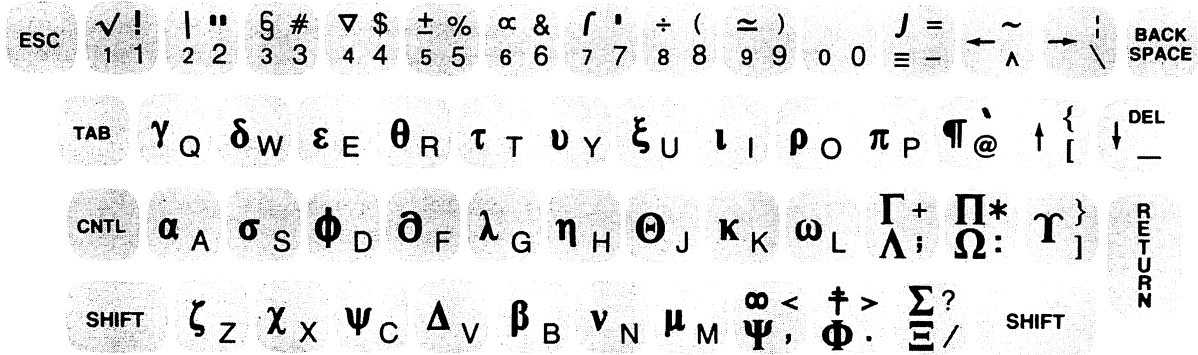 ESC √ ! | " § # ∇ $ ± % ∝ & ⌠ ' ÷ ( ≃ ) ⌡ = ← ~ → ¦ BACK
1 1 2 2 3 3 4 4 5 5 6 6 7 7 8 8 9 9 0 0 ≡ − ∧ \ SPACE
TAB γ Q δ W ε E θ R τ T υ Y ξ U ι I ρ O π P ¶ ` @ ↑ { [ ↓ DEL _
CNTL α A σ S ϕ D ∂ F λ G η H Θ J κ K ω L Γ + Λ ; Π * Ω : ϒ } ] RETURN
SHIFT ζ Z χ X ψ C Δ V β B ν N μ M ∞ < Ψ , ‡ > Φ . Σ ? Ξ / SHIFT